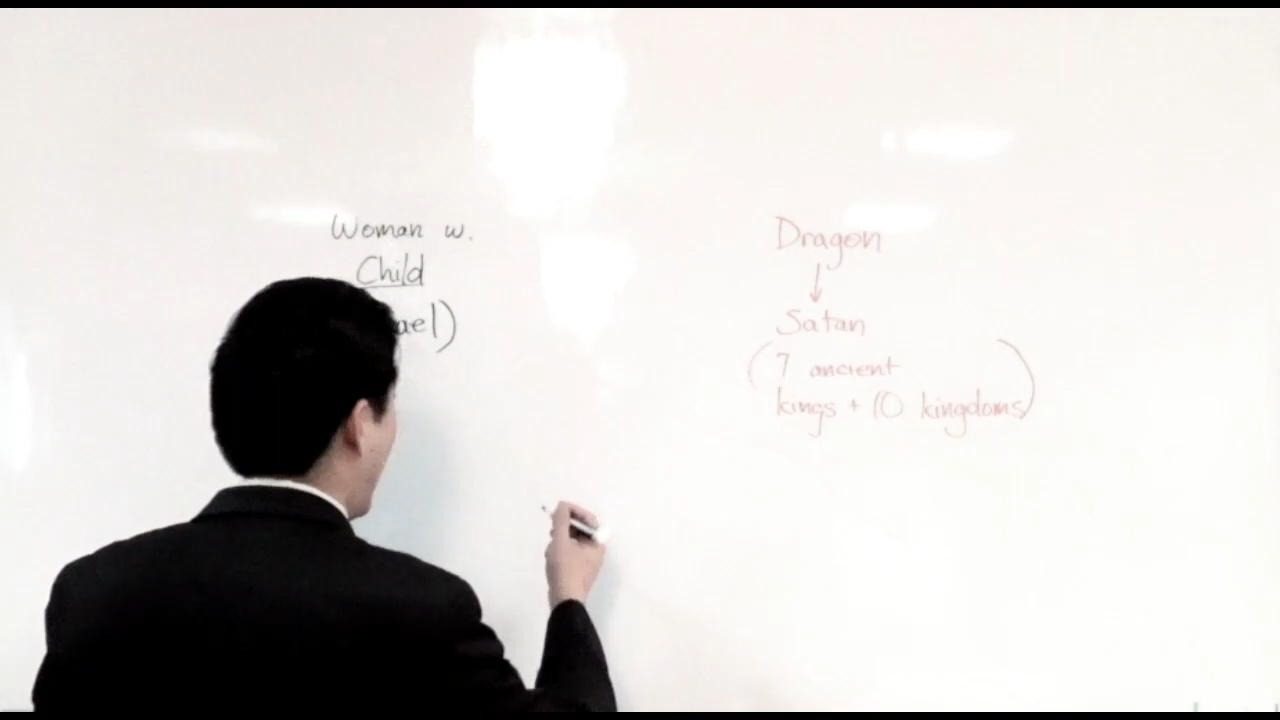 Woman w.
Child
ael)
Dragon
↓
Satan
(7 ancient
kings + 10 kingdoms)